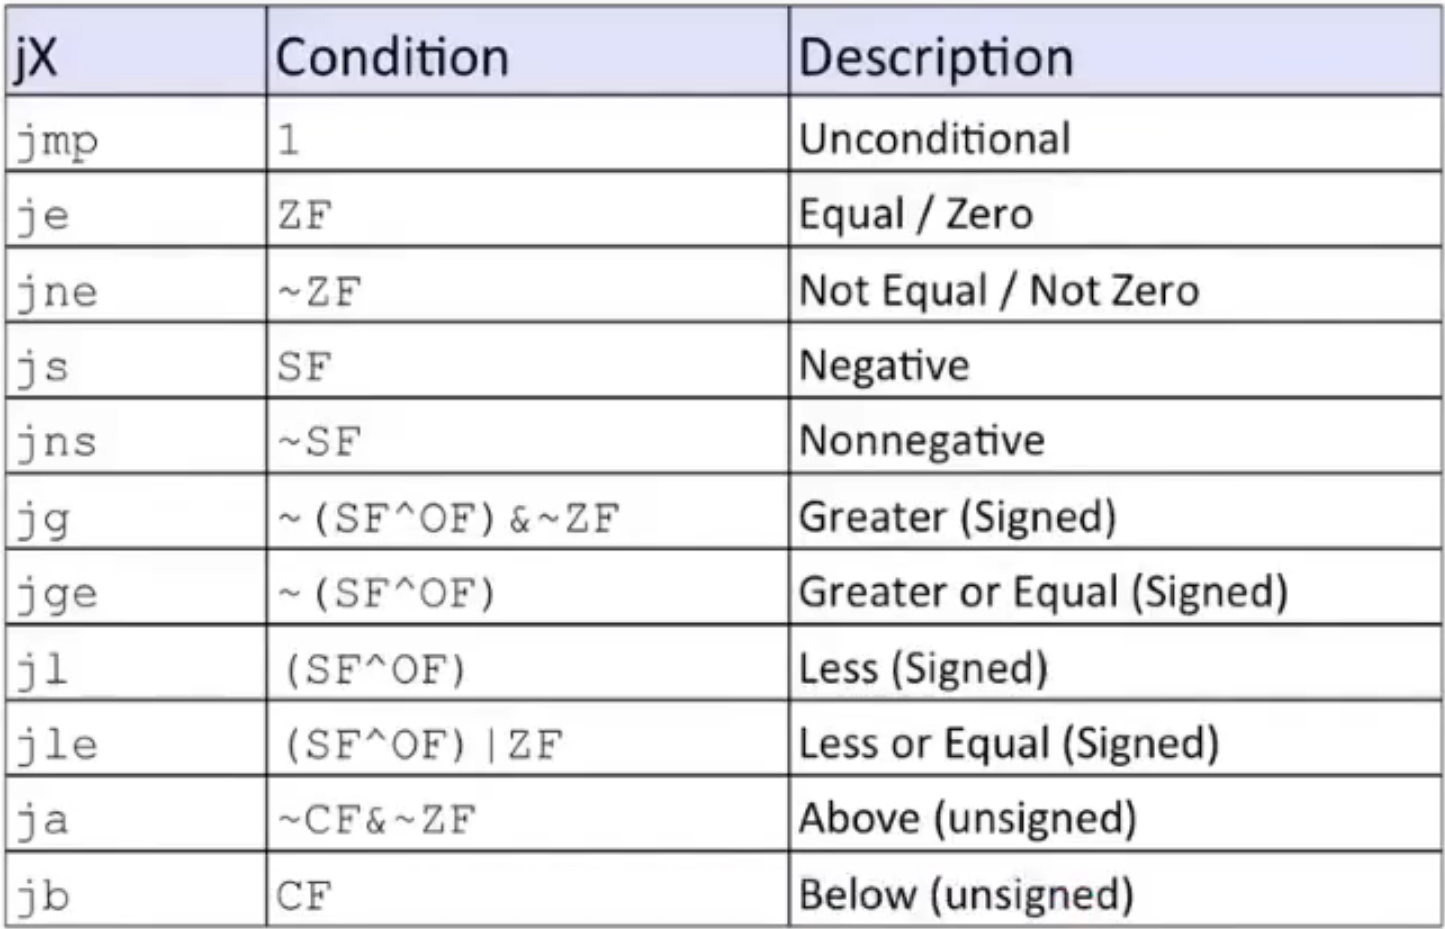 jX Condition Description
jmp 1 Unconditional
je ZF Equal / Zero
jne ~ZF Not Equal / Not Zero
js SF Negative
jns ~SF Nonnegative
jg ~(SF^OF)&~ZF Greater (Signed)
jge ~(SF^OF) Greater or Equal (Signed)
jl (SF^OF) Less (Signed)
jle (SF^OF)|ZF Less or Equal (Signed)
ja ~CF&~ZF Above (unsigned)
jb CF Below (unsigned)